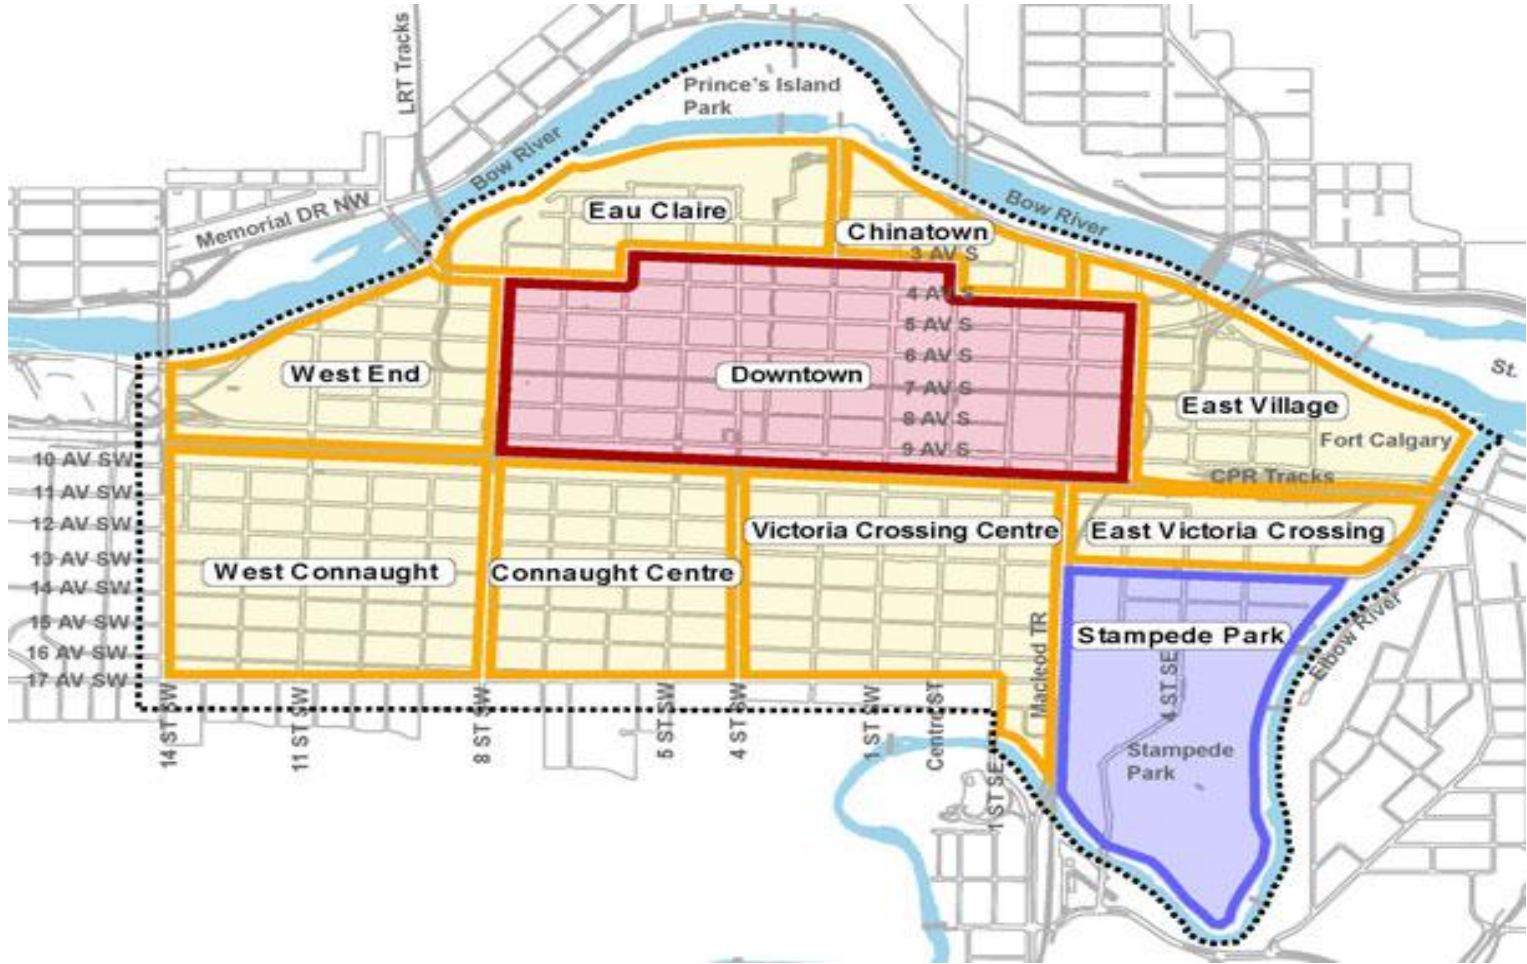 LRT Tracks
Prince's Island
Park
Bow River
Memorial DR NW
Eau Claire
Bow River
Chinatown
3 AV S
4 AV S
5 AV S
6 AV S
7 AV S
8 AV S
9 AV S
West End
Downtown
St.
East Village
Fort Calgary
CPR Tracks
10 AV SW
11 AV SW
12 AV SW
13 AV SW
14 AV SW
15 AV SW
16 AV SW
17 AV SW
Victoria Crossing Centre
East Victoria Crossing
West Connaught
Connaught Centre
Stampede Park
Elbow River
Macleod TR
4 ST SE
Stampede
Park
14 ST SW
11 ST SW
8 ST SW
5 ST SW
4 ST SW
1 ST SW
Centre ST
1 ST SE